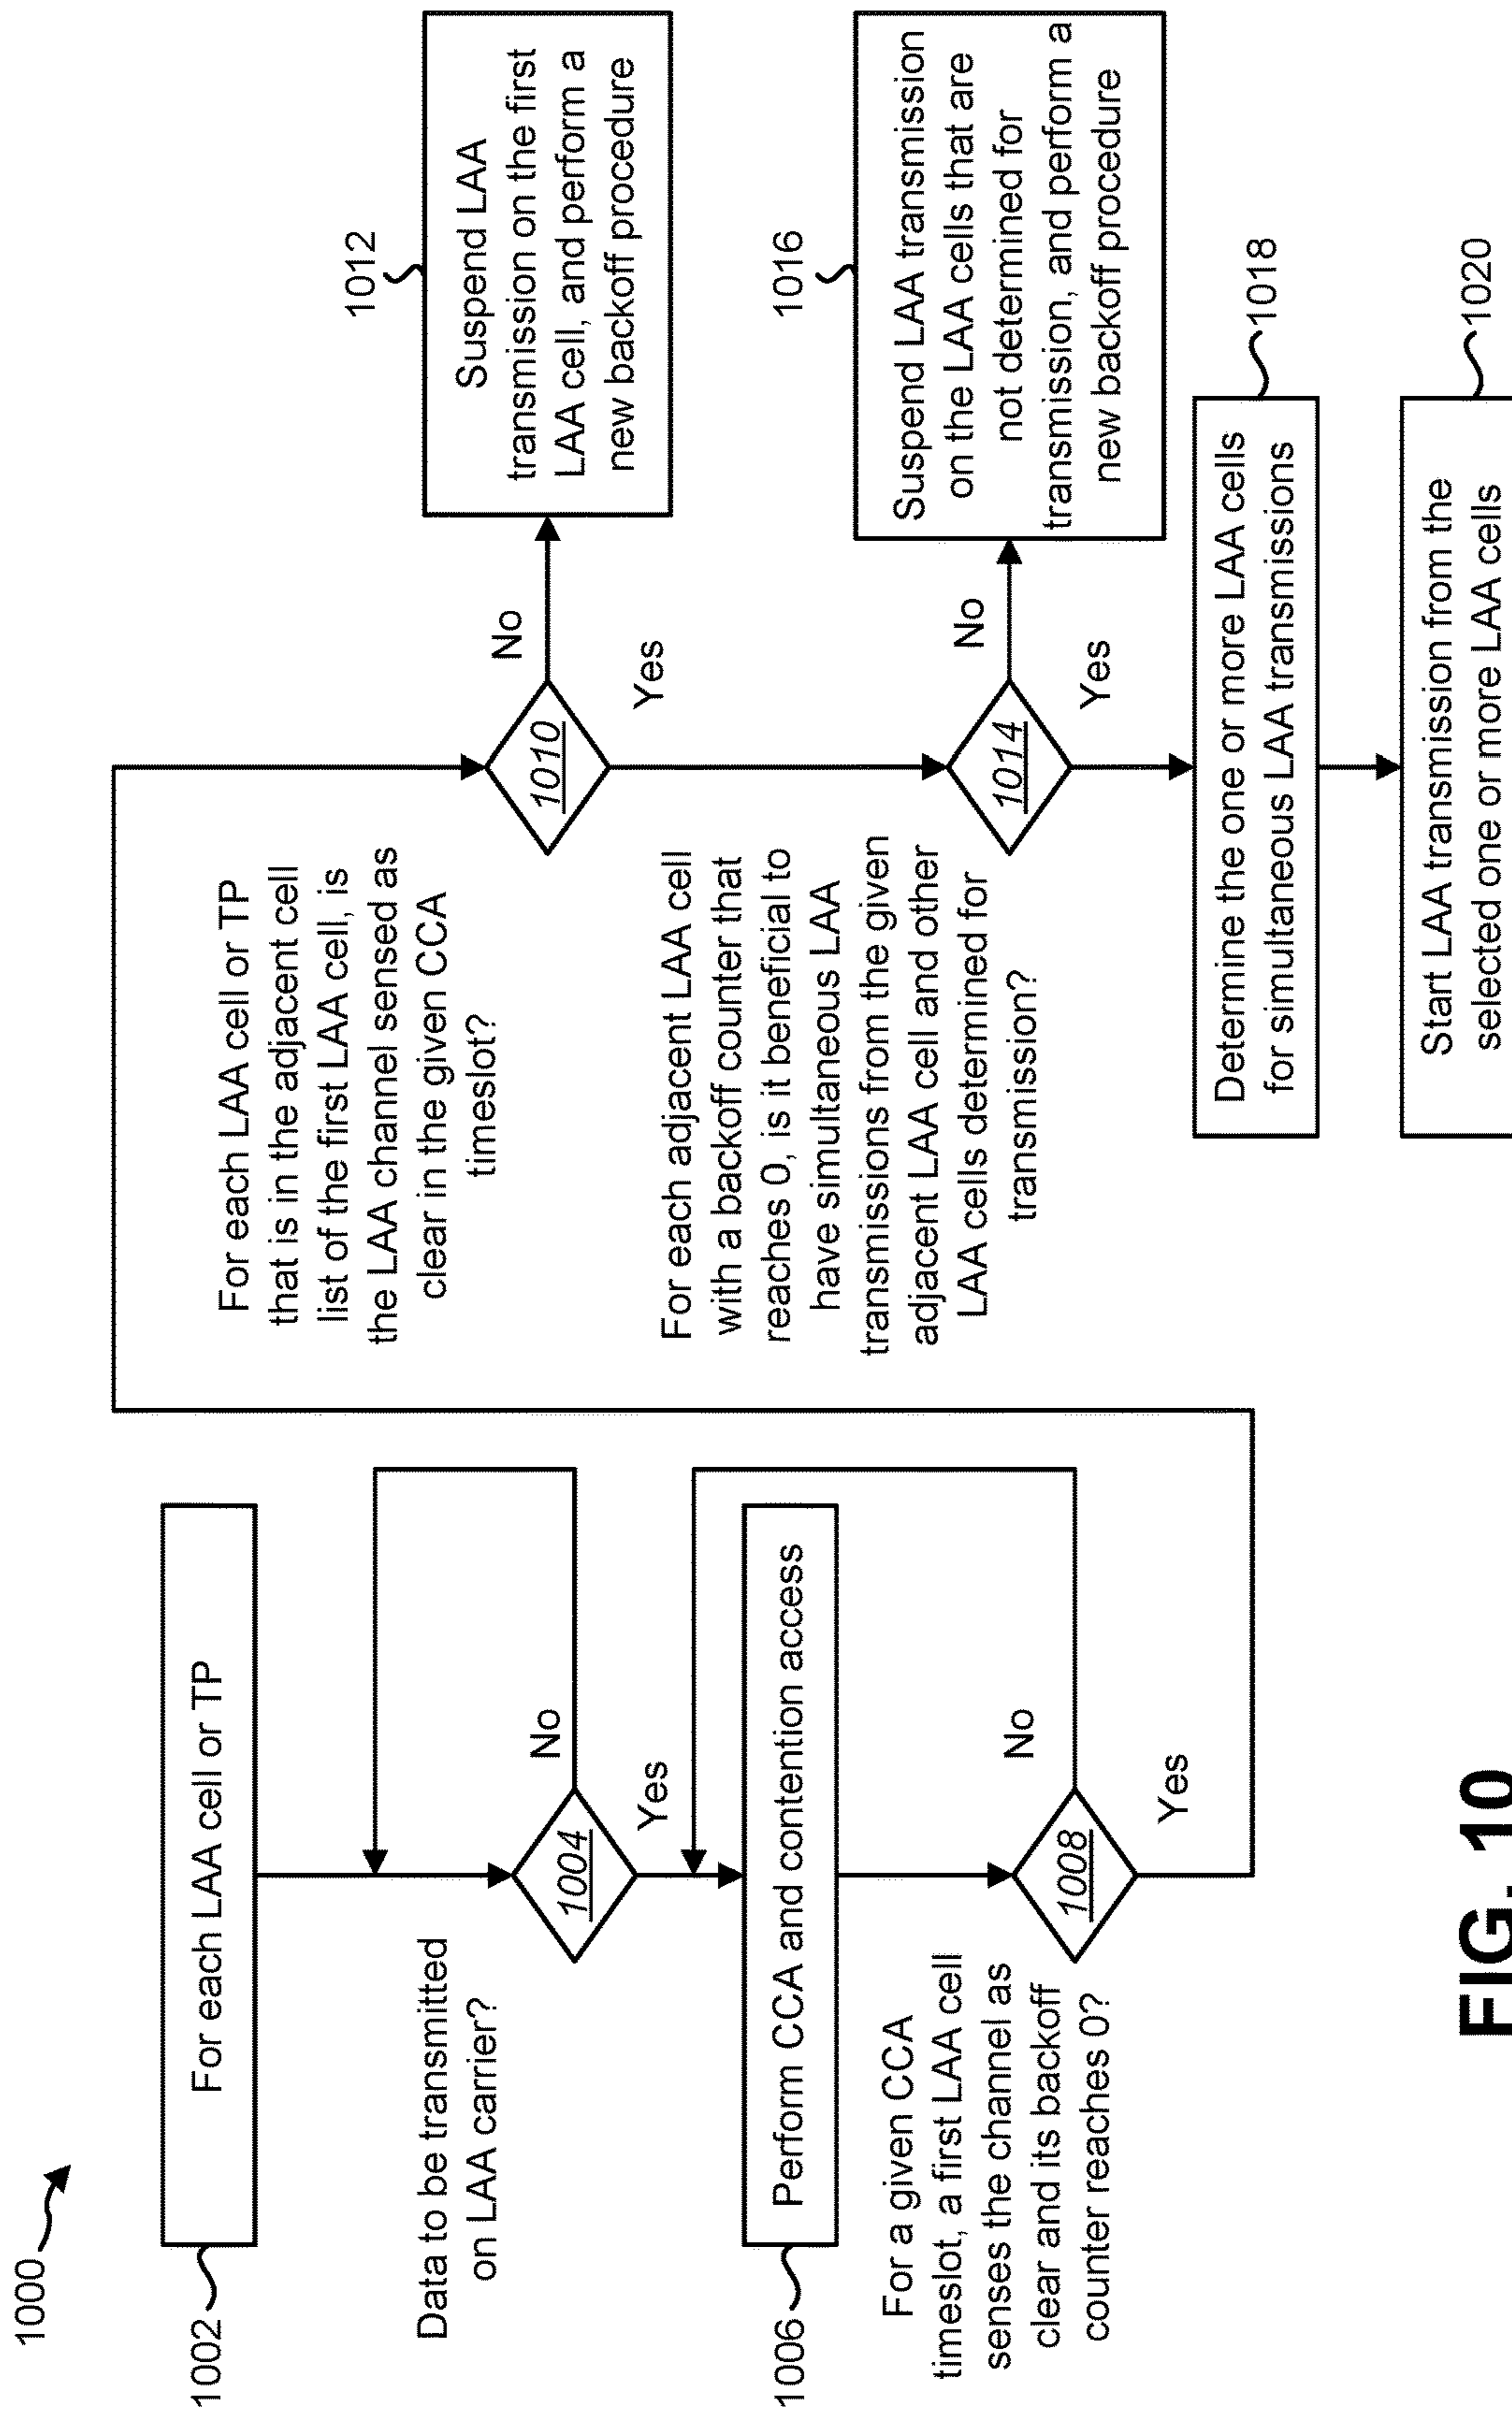 1000
1002
For each LAA cell or TP
Data to be transmitted
on LAA carrier?
1004
No
Yes
1006
Perform CCA and contention access
For a given CCA
timeslot, a first LAA cell
senses the channel as
clear and its backoff
counter reaches 0?
1008
No
Yes
For each LAA cell or TP
that is in the adjacent cell
list of the first LAA cell, is
the LAA channel sensed as
clear in the given CCA
timeslot?
1010
No
Yes
1012
Suspend LAA
transmission on the first
LAA cell, and perform a
new backoff procedure
For each adjacent LAA cell
with a backoff counter that
reaches 0, is it beneficial to
have simultaneous LAA
transmissions from the given
adjacent LAA cell and other
LAA cells determined for
transmission?
1014
No
Yes
1016
Suspend LAA transmission
on the LAA cells that are
not determined for
transmission, and perform a
new backoff procedure
Determine the one or more LAA cells
for simultaneous LAA transmissions
1018
Start LAA transmission from the
selected one or more LAA cells
1020
FIG. 10